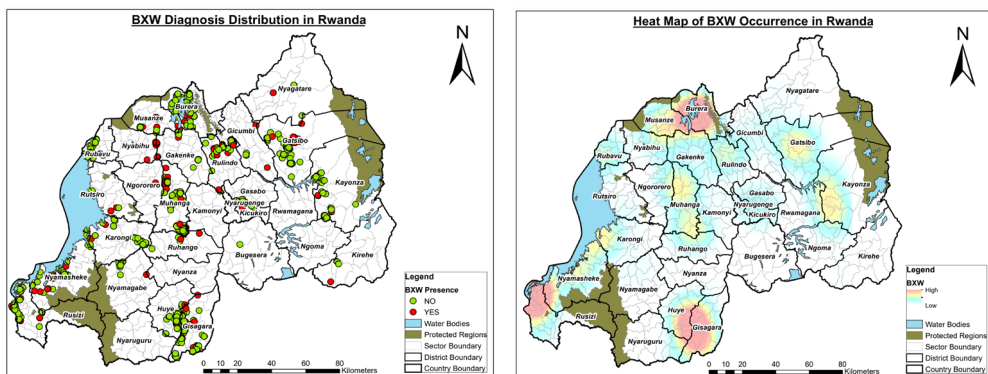 BXW Diagnosis Distribution in Rwanda
N
Nyagatare
Burera
Musanze
Gicumbi
Gatsibo
Rubavu
Nyabihu
Gakenke
Rulindo
Kayonza
Rutsiro
Ngororero
Gasabo
Muhanga
Nyarugenge
Kamonyi
Kicukiro
Rwamagana
Karongi
Ruhango
Bugesera
Ngoma
Kirehe
Nyamasheke
Nyanza
Nyamagabe
Rusizi
Huye
Gisagara
Nyaruguru
Legend
BXW Presence
NO
YES
Water Bodies
Protected Regions
Sector Boundary
District Boundary
Country Boundary
0 10 20 40 60 80
Kilometers
Heat Map of BXW Occurrence in Rwanda
N
Nyagatare
Burera
Musanze
Gicumbi
Gatsibo
Rubavu
Nyabihu
Gakenke
Rulindo
Kayonza
Rutsiro
Ngororero
Gasabo
Muhanga
Nyarugenge
Kamonyi
Kicukiro
Rwamagana
Karongi
Ruhango
Bugesera
Ngoma
Kirehe
Nyamasheke
Nyanza
Nyamagabe
Rusizi
Huye
Gisagara
Nyaruguru
Legend
BXW
High
Low
Water Bodies
Protected Regions
Sector Boundary
District Boundary
Country Boundary
0 10 20 40 60 80
Kilometers